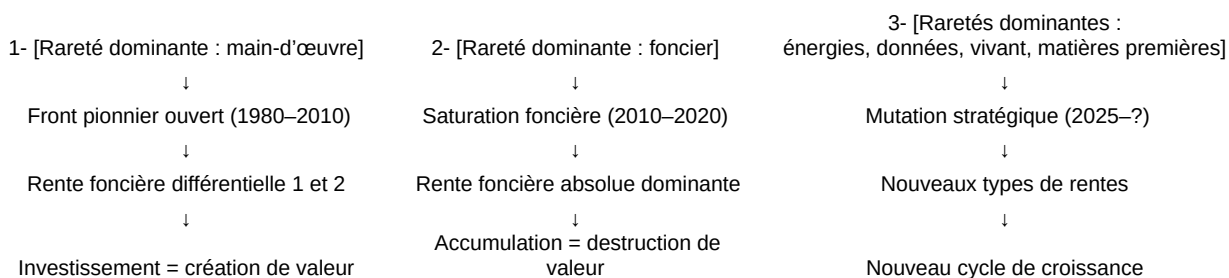 1- [Rareté dominante : main-d’œuvre]
↓
Front pionnier ouvert (1980–2010)
↓
Rente foncière différentielle 1 et 2
↓
Investissement = création de valeur
2- [Rareté dominante : foncier]
↓
Saturation foncière (2010–2020)
↓
Rente foncière absolue dominante
↓
Accumulation = destruction de
valeur
3- [Raretés dominantes :
énergies, données, vivant, matières premières]
↓
Mutation stratégique (2025–?)
↓
Nouveaux types de rentes
↓
Nouveau cycle de croissance